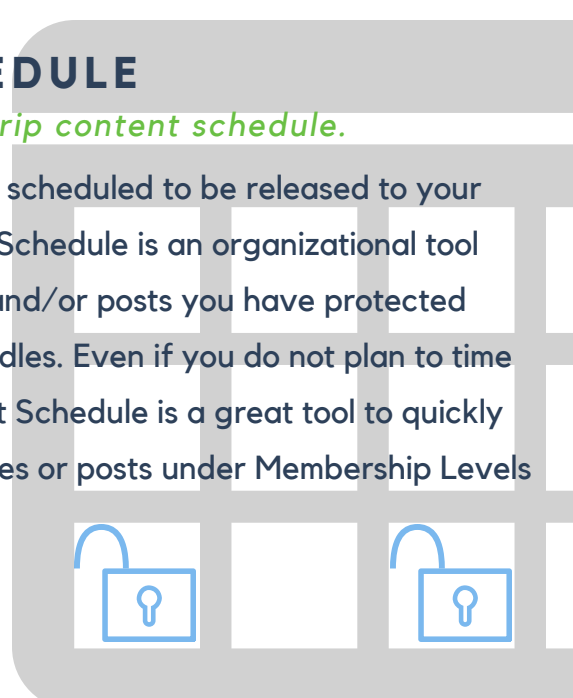 EDULE
rip content schedule.
scheduled to be released to your
Schedule is an organizational tool
and/or posts you have protected
dles. Even if you do not plan to time
t Schedule is a great tool to quickly
es or posts under Membership Levels